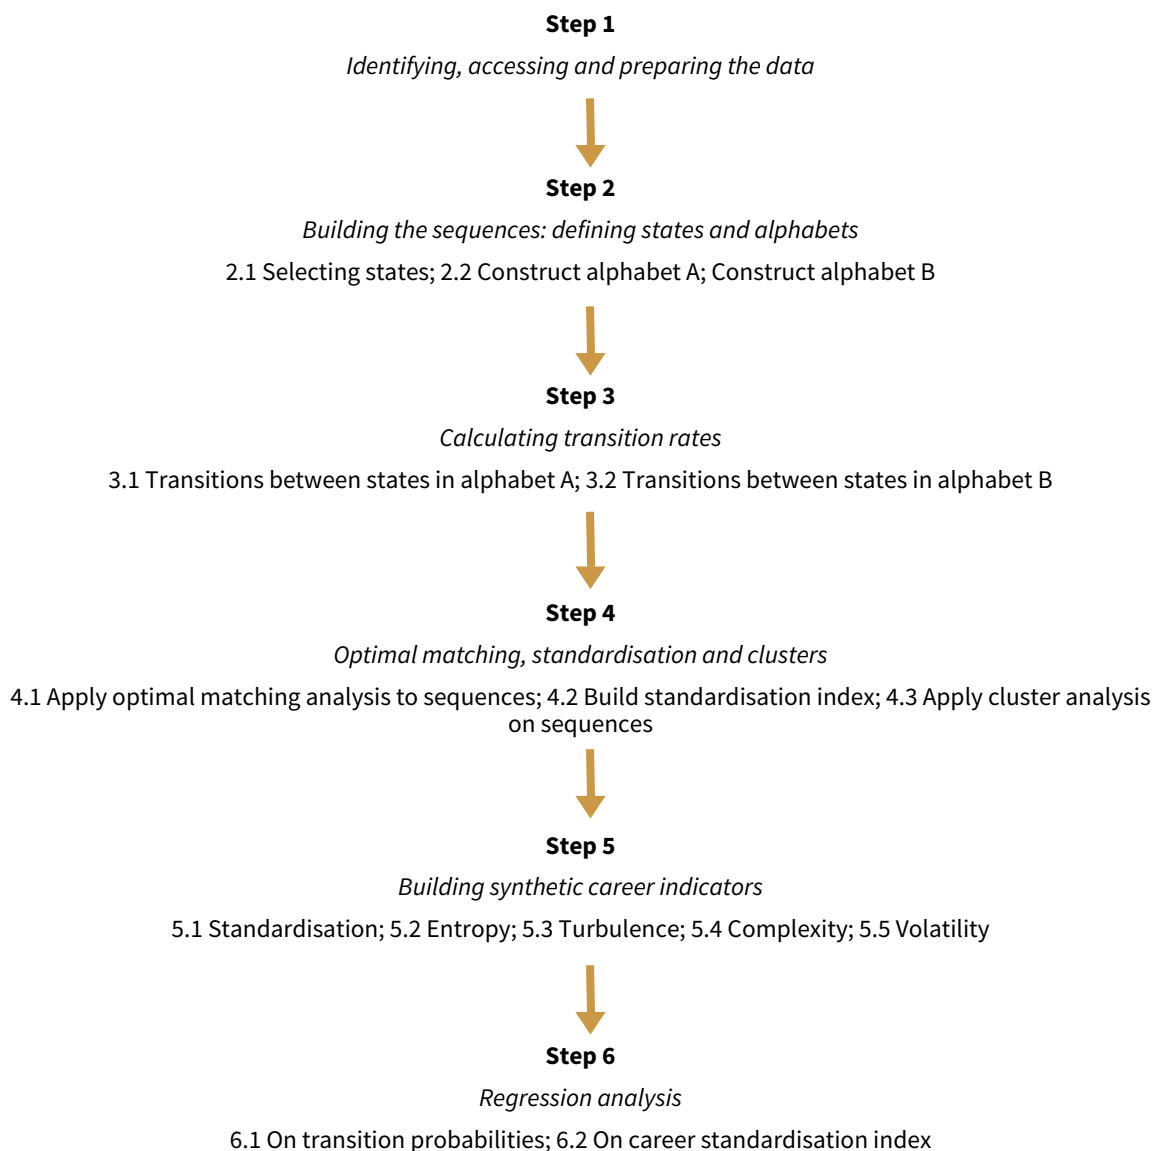 Step 1
Identifying, accessing and preparing the data
Step 2
Building the sequences: defining states and alphabets
2.1 Selecting states; 2.2 Construct alphabet A; Construct alphabet B
Step 3
Calculating transition rates
3.1 Transitions between states in alphabet A; 3.2 Transitions between states in alphabet B
Step 4
Optimal matching, standardisation and clusters
4.1 Apply optimal matching analysis to sequences; 4.2 Build standardisation index; 4.3 Apply cluster analysis
on sequences
Step 5
Building synthetic career indicators
5.1 Standardisation; 5.2 Entropy; 5.3 Turbulence; 5.4 Complexity; 5.5 Volatility
Step 6
Regression analysis
6.1 On transition probabilities; 6.2 On career standardisation index